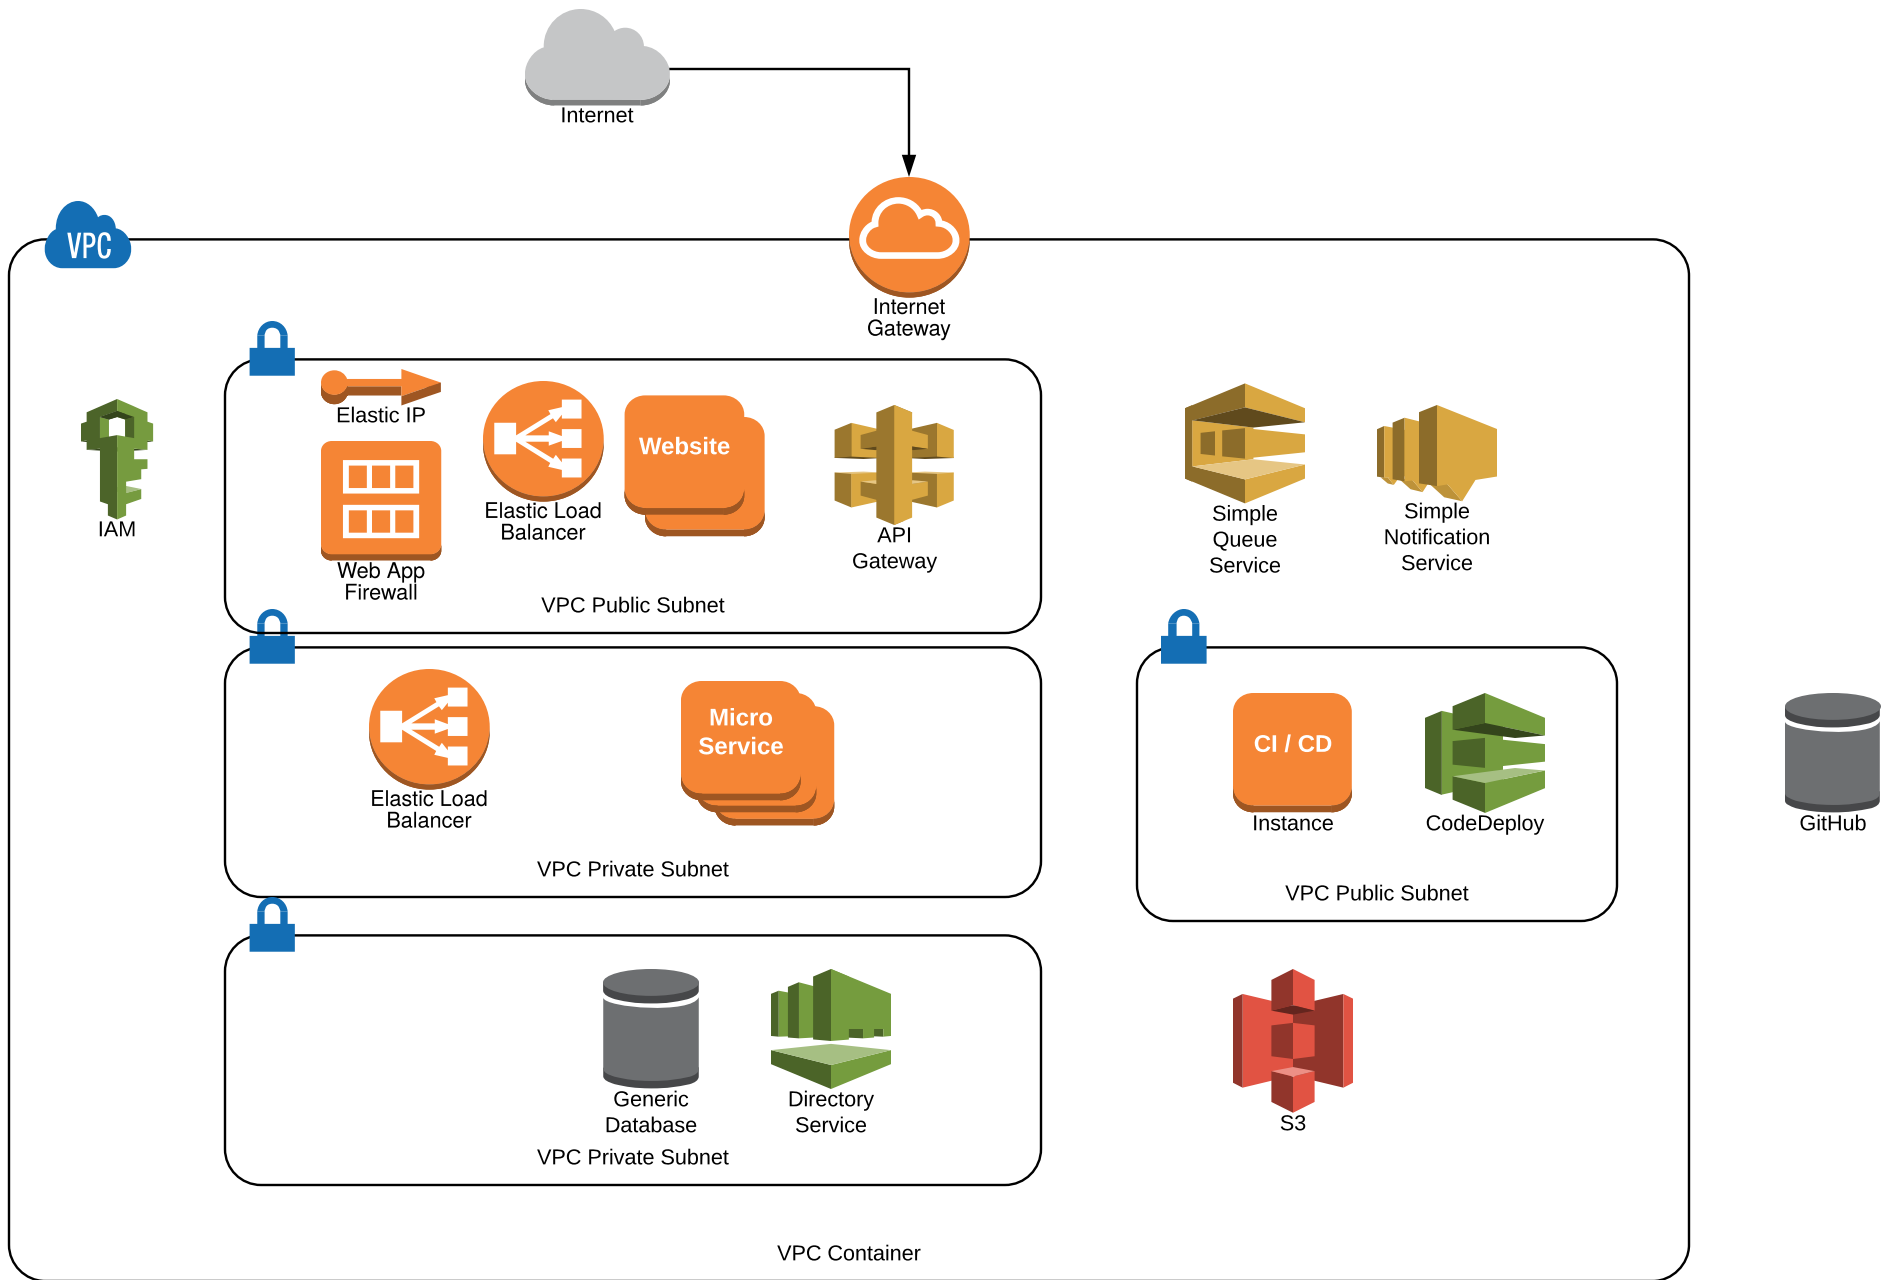 Internet
VPC
Internet
Gateway
Elastic IP
Web App
Firewall
Elastic Load
Balancer
Website
API
Gateway
VPC Public Subnet
IAM
Simple
Queue
Service
Simple
Notification
Service
Elastic Load
Balancer
Micro
Service
VPC Private Subnet
CI / CD
Instance
CodeDeploy
VPC Public Subnet
GitHub
Generic
Database
Directory
Service
VPC Private Subnet
S3
VPC Container